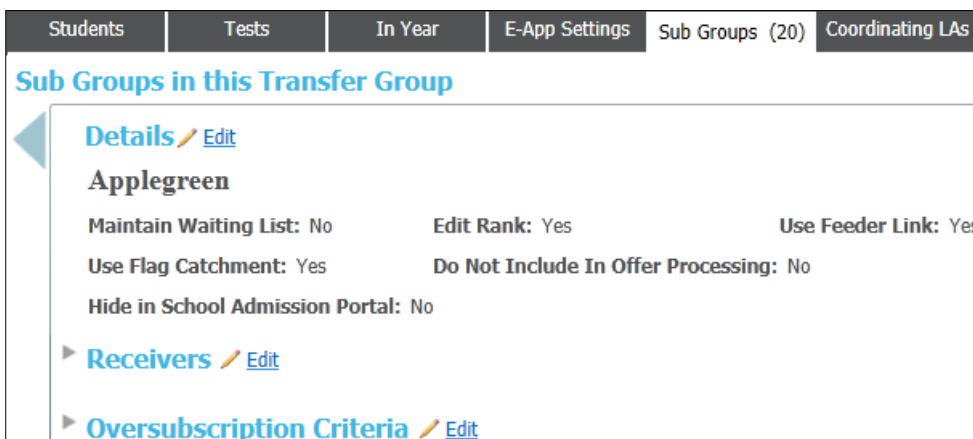 Students Tests In Year E-App Settings Sub Groups (20) Coordinating LAs
Sub Groups in this Transfer Group
Details Edit
Applegreen
Maintain Waiting List: No Edit Rank: Yes Use Feeder Link: Yes
Use Flag Catchment: Yes Do Not Include In Offer Processing: No
Hide in School Admission Portal: No
Receivers Edit
Oversubscription Criteria Edit